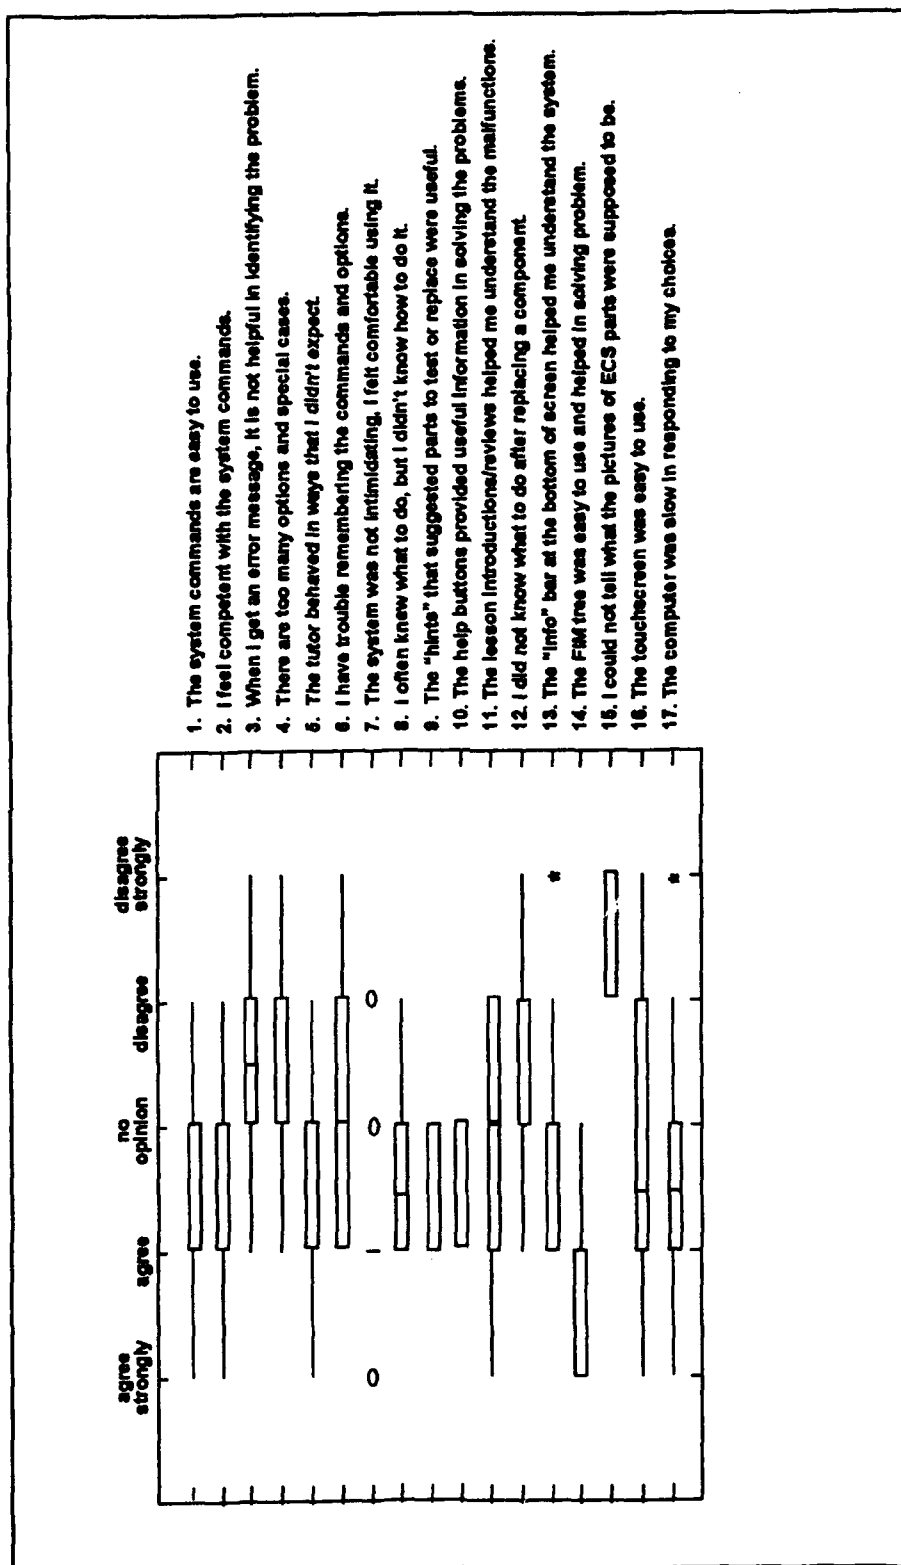 agree strongly
agree
no opinion
disagree
disagree strongly
1. The system commands are easy to use.
2. I feel competent with the system commands.
3. When I get an error message, it is not helpful in identifying the problem.
4. There are too many options and special cases.
5. The tutor behaved in ways that I didn't expect.
6. I have trouble remembering the commands and options.
7. The system was not intimidating, I felt comfortable using it.
8. I often knew what to do, but I didn't know how to do it.
9. The "hints" that suggested parts to test or replace were useful.
10. The help buttons provided useful information in solving the problems.
11. The lesson introductions/reviews helped me understand the malfunctions.
12. I did not know what to do after replacing a component.
13. The "info" bar at the bottom of screen helped me understand the system.
14. The FIM tree was easy to use and helped in solving problem.
15. I could not tell what the pictures of ECS parts were supposed to be.
16. The touchscreen was easy to use.
17. The computer was slow in responding to my choices.